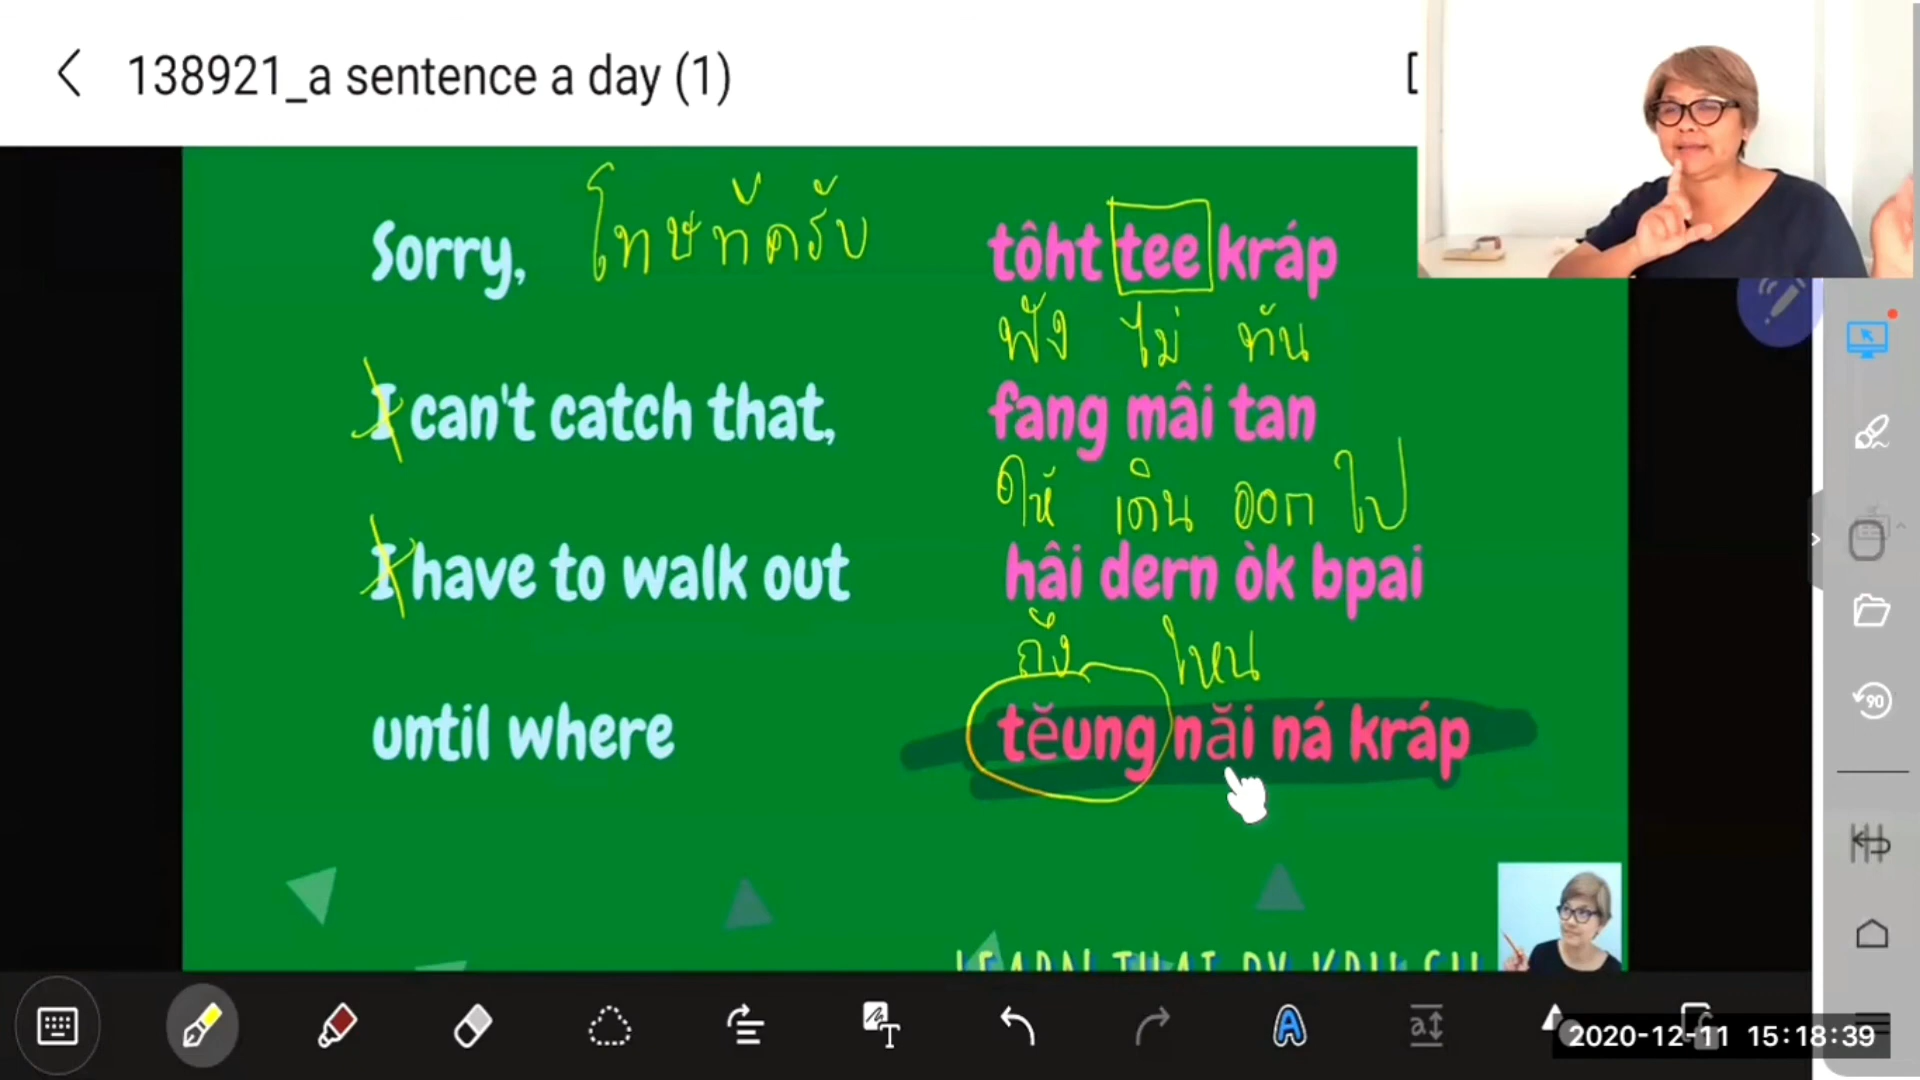 138921_a sentence a day (1)
Sorry,
โทษทีครับ
tôht tee kráp
ฟัง ไม่ ทัน
I can't catch that,
fang mâi tan
ให้ เดิน ออก ไป
I have to walk out
hâi dern òk bpai
ถึง ไหน
until where
tĕung năi ná kráp
2020-12-11 15:18:39